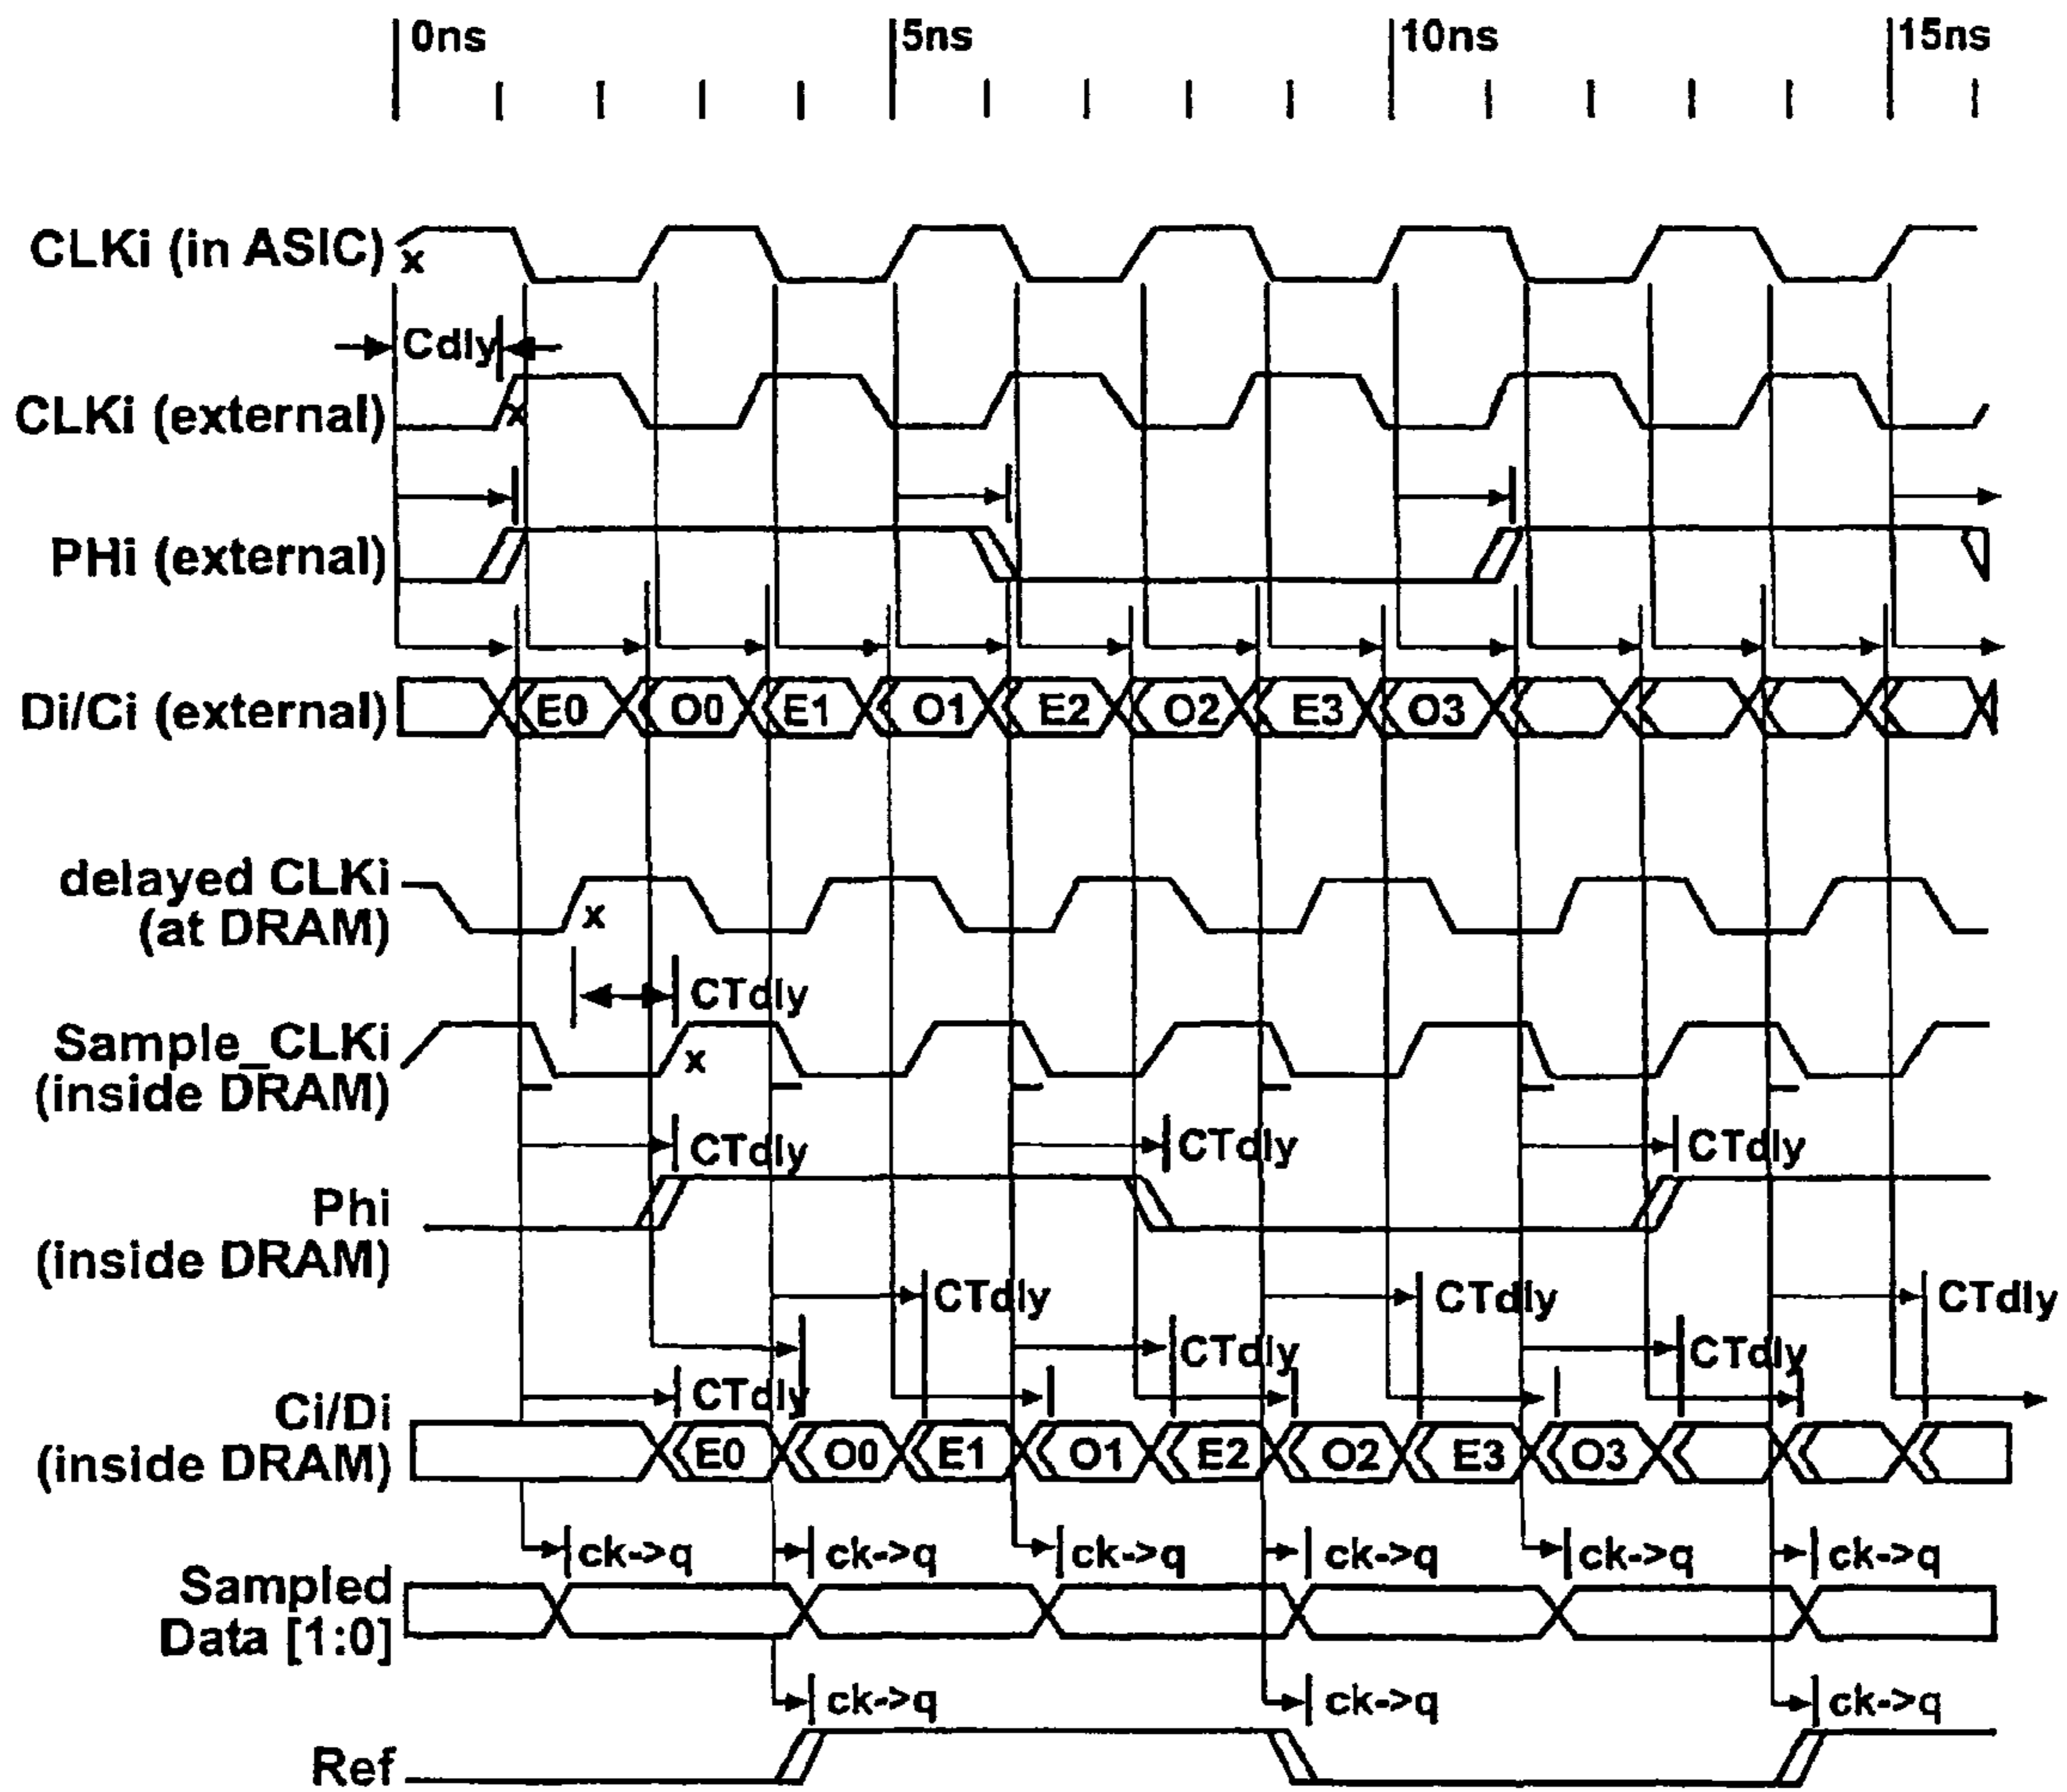 0ns 5ns 10ns 15ns
CLKi (in ASIC) x
Cdly
CLKi (external) x
PHi (external)
Di/Ci (external) E0 O0 E1 O1 E2 O2 E3 O3
delayed CLKi
(at DRAM) x
CTdly
Sample_CLKi
(inside DRAM) x
CTdly CTdly CTdly
Phi
(inside DRAM)
CTdly CTdly CTdly
CTdly CTdly
CTdly
Ci/Di
(inside DRAM) E0 O0 E1 O1 E2 O2 E3 O3
ck->q ck->q ck->q ck->q ck->q ck->q
Sampled
Data [1:0]
ck->q ck->q ck->q
Ref